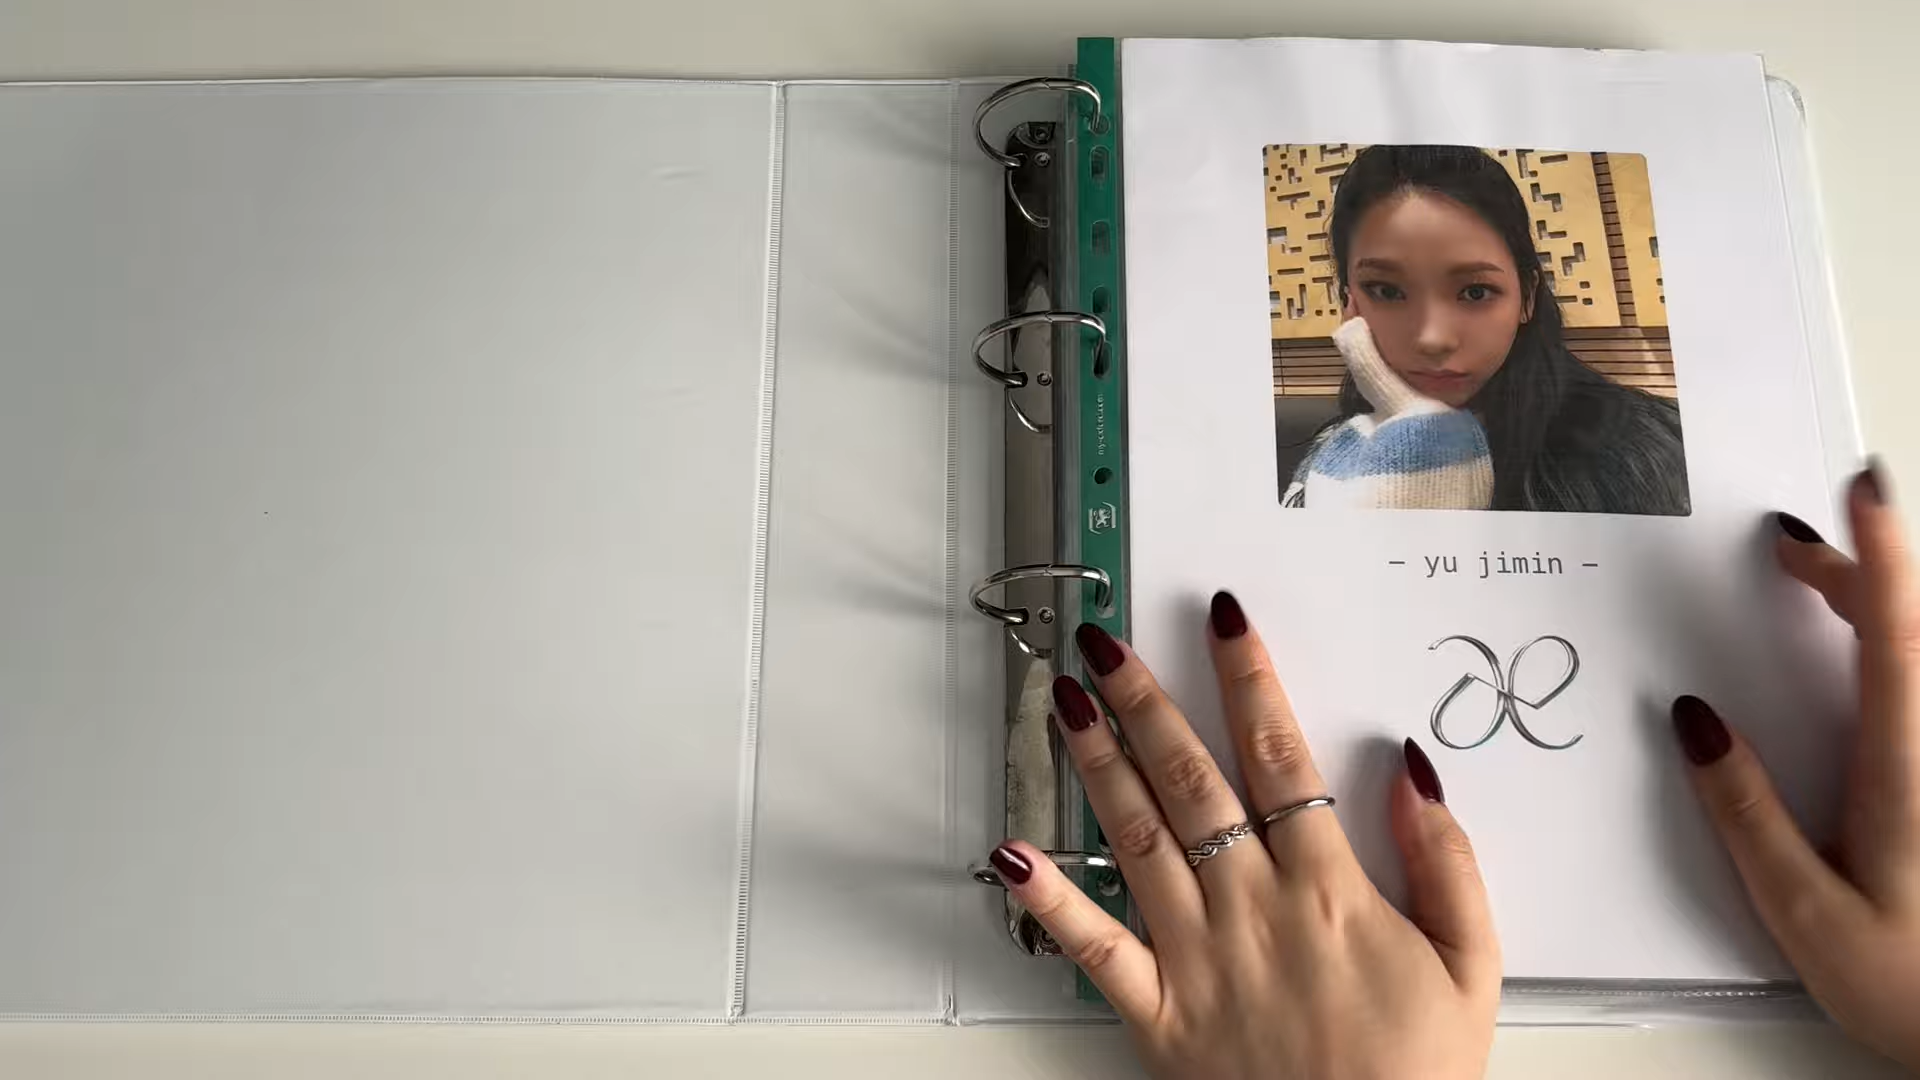 – yu jimin –
æ